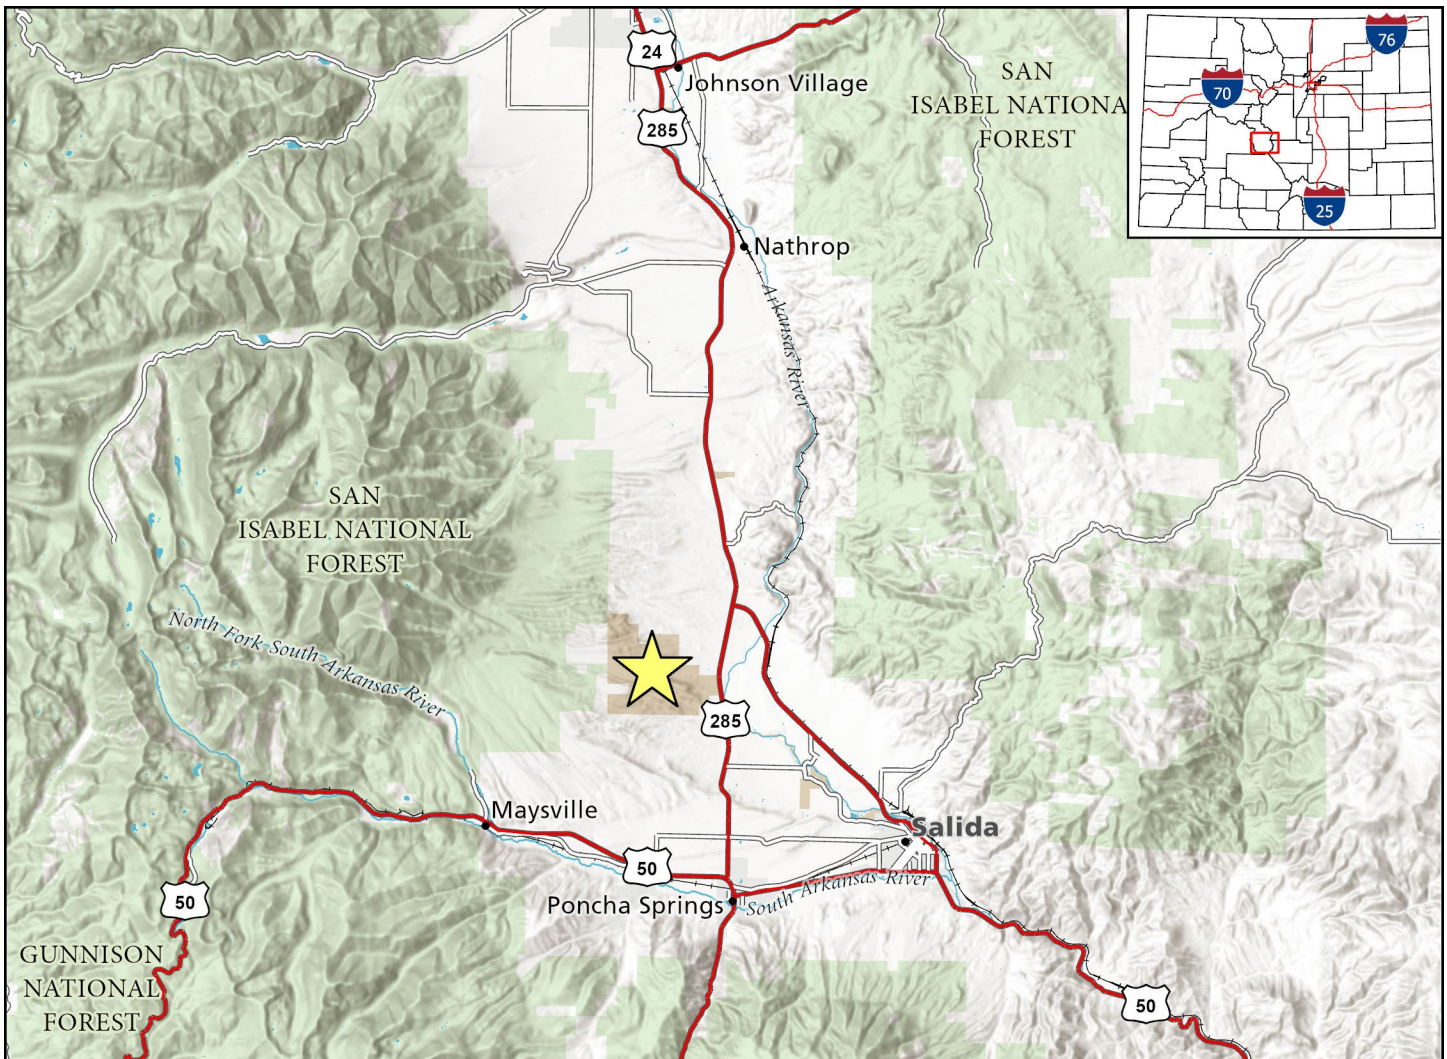 24
Johnson Village
285
SAN
ISABEL NATIONA
FOREST
76
70
25
Nathrop
Arkansas River
SAN
ISABEL NATIONAL
FOREST
North Fork South Arkansas River
285
Maysville
Salida
50
50
Poncha Springs
South Arkansas River
GUNNISON
NATIONAL
FOREST
50